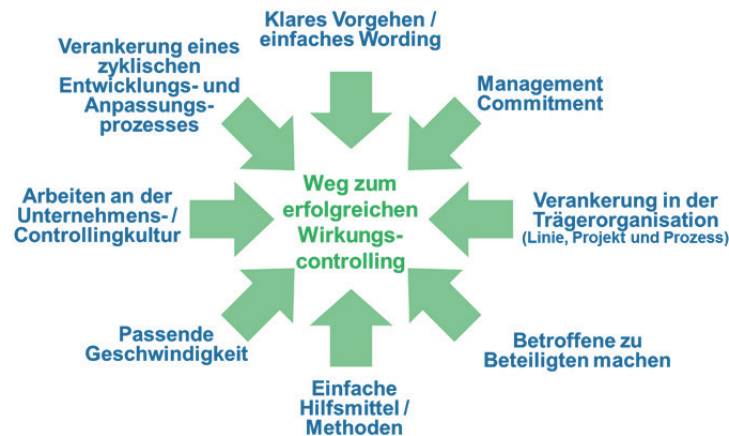 Klares Vorgehen /
einfaches Wording
Management
Commitment
Verankerung in der
Trägerorganisation
(Linie, Projekt und Prozess)
Betroffene zu
Beteiligten machen
Einfache
Hilfsmittel /
Methoden
Passende
Geschwindigkeit
Arbeiten an der
Unternehmens- /
Controllingkultur
Verankerung eines
zyklischen
Entwicklungs- und
Anpassungs-
prozesses
Weg zum
erfolgreichen
Wirkungs-
controlling